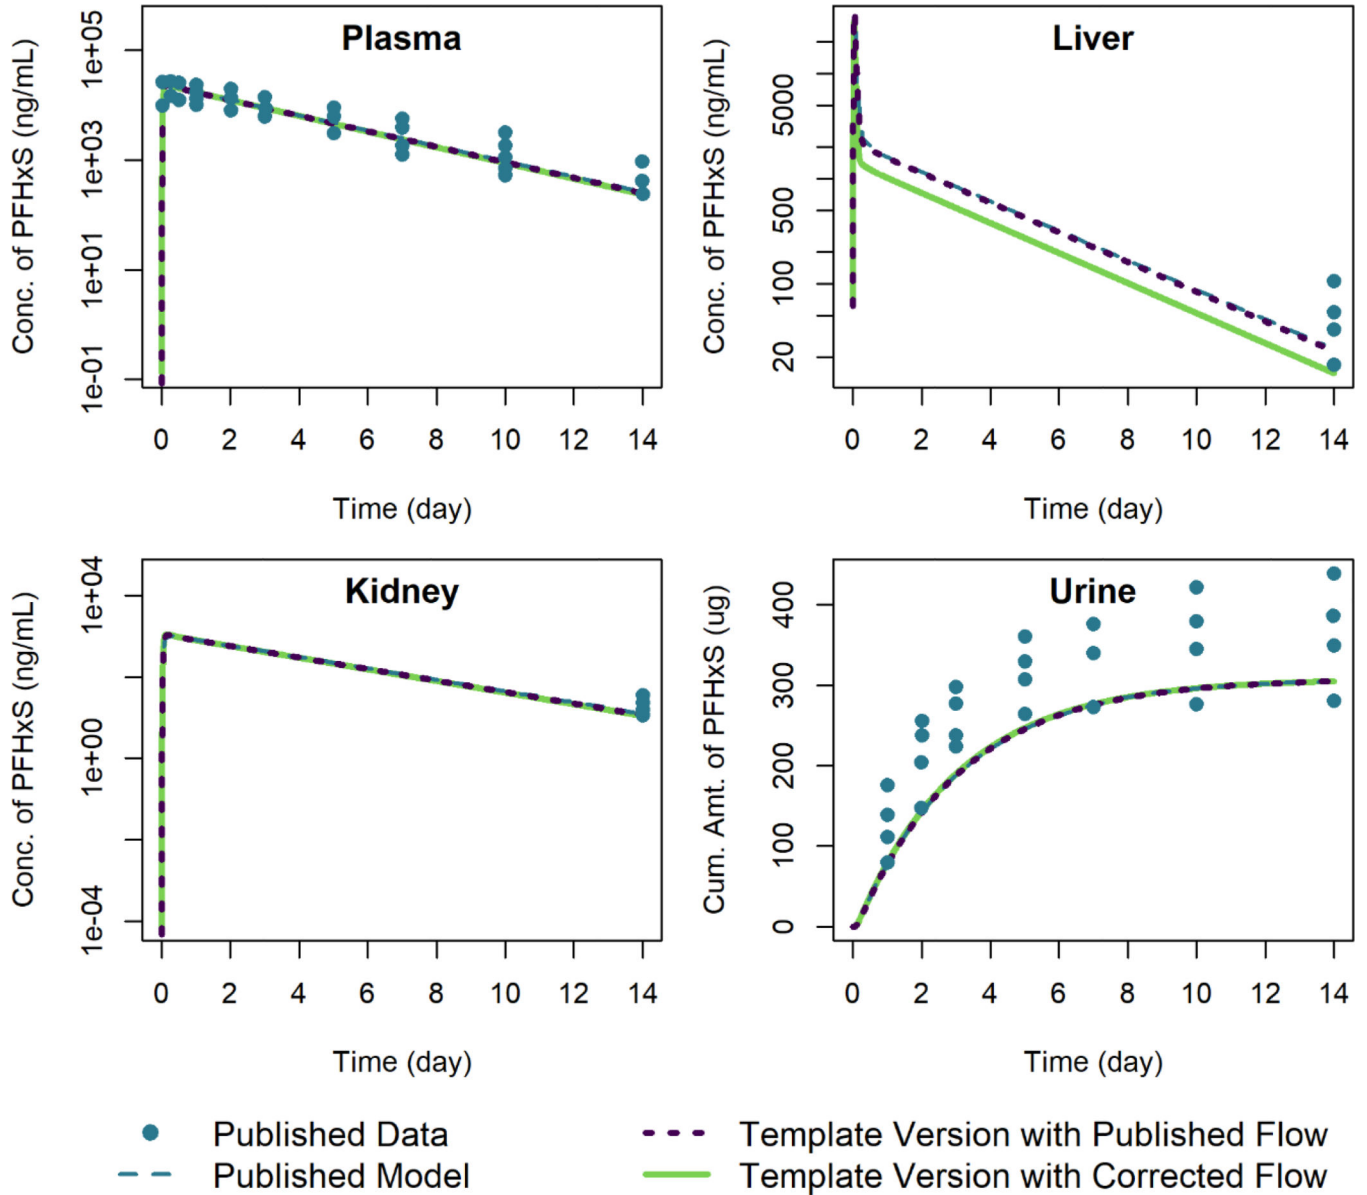 Plasma
Conc. of PFHxS (ng/mL)
1e+05
1e+03
1e+01
1e-01
0 2 4 6 8 10 12 14
Time (day)
Liver
Conc. of PFHxS (ng/mL)
5000
500
100
20
0 2 4 6 8 10 12 14
Time (day)
Kidney
Conc. of PFHxS (ng/mL)
1e+04
1e+00
1e-04
0 2 4 6 8 10 12 14
Time (day)
Urine
Cum. Amt. of PFHxS (ug)
400
300
200
100
0
0 2 4 6 8 10 12 14
Time (day)
Published Data
Published Model
Template Version with Published Flow
Template Version with Corrected Flow